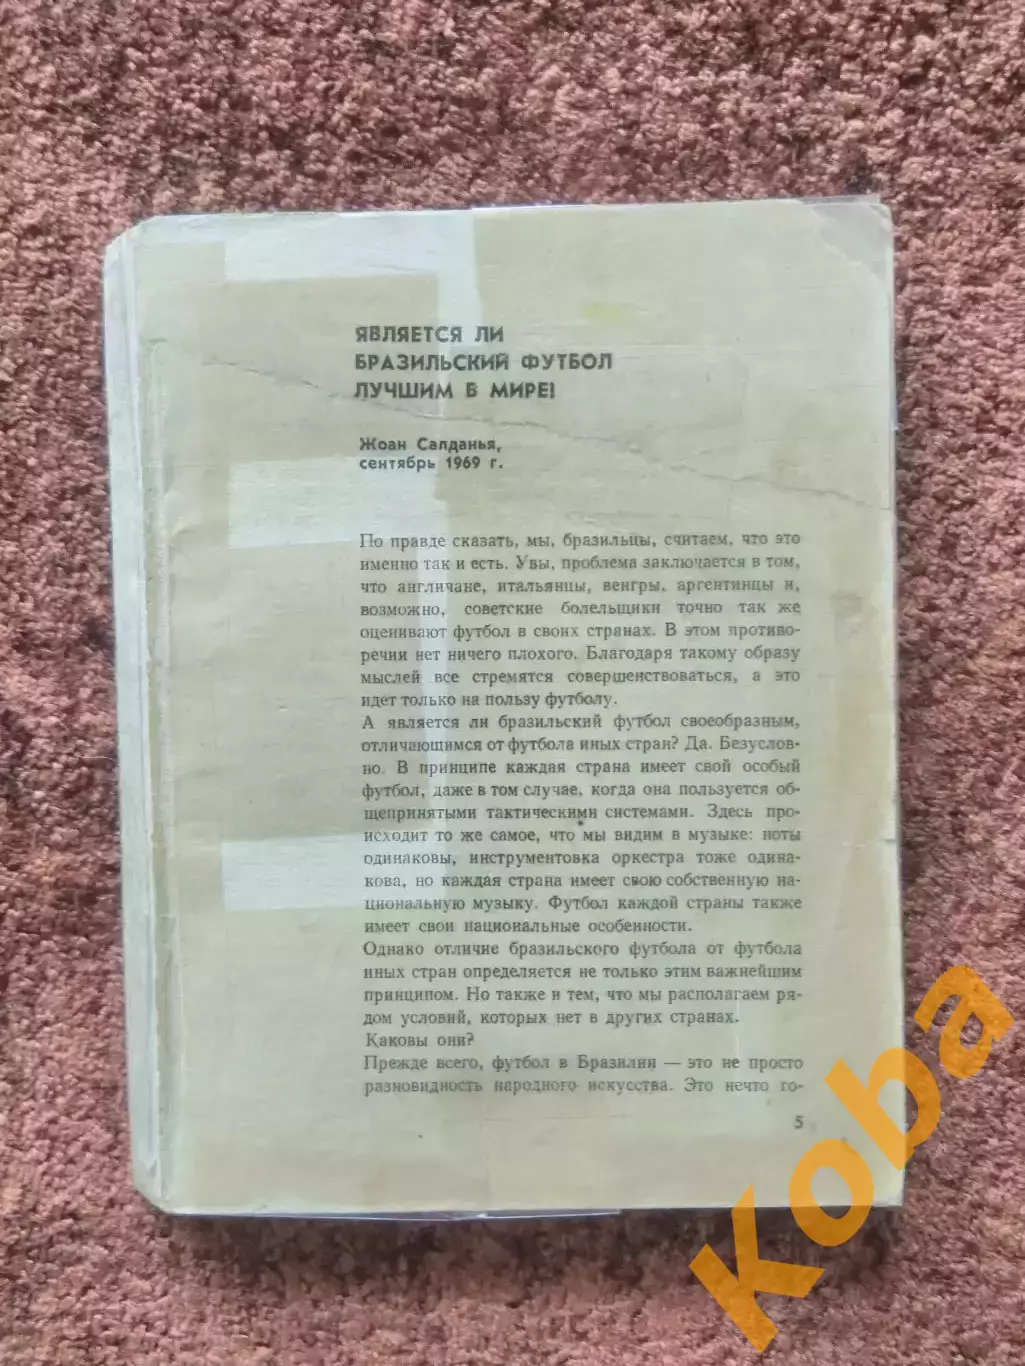 ЯВЛЯЕТСЯ ЛИ
БРАЗИЛЬСКИЙ ФУТБОЛ
ЛУЧШИМ В МИРЕ!
Жоан Салданья,
сентябрь 1969 г.
По правде сказать, мы, бразильцы, считаем, что это
именно так и есть. Увы, проблема заключается в том,
что англичане, итальянцы, венгры, аргентинцы и,
возможно, советские болельщики точно так же
оценивают футбол в своих странах. В этом противо-
речии нет ничего плохого. Благодаря такому образу
мыслей все стремятся совершенствоваться, а это
идет только на пользу футболу.
А является ли бразильский футбол своеобразным,
отличающимся от футбола иных стран? Да. Безуслов-
но. В принципе каждая страна имеет свой особый
футбол, даже в том случае, когда она пользуется об-
щепринятыми тактическими системами. Здесь про-
исходит то же самое, что мы видим в музыке: ноты
одинаковы, инструментовка оркестра тоже одина-
кова, но каждая страна имеет свою собственную на-
циональную музыку. Футбол каждой страны также
имеет свои национальные особенности.
Однако отличие бразильского футбола от футбола
иных стран определяется не только этим важнейшим
принципом. Но также и тем, что мы располагаем ря-
дом условий, которых нет в других странах.
Каковы они?
Прежде всего, футбол в Бразилии — это не просто
разновидность народного искусства. Это нечто го-
5
Koba